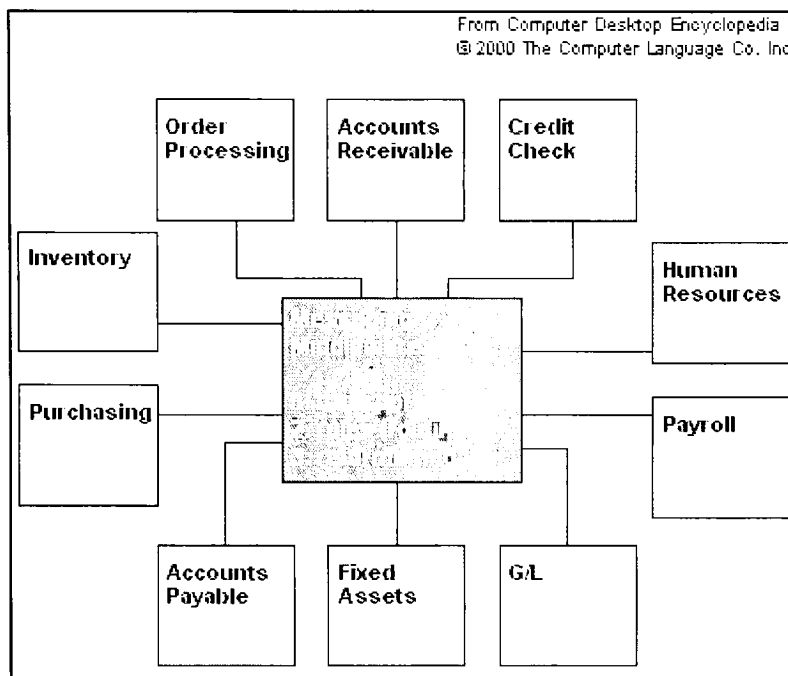 From Computer Desktop Encyclopedia
© 2000 The Computer Language Co. Inc
Order
Processing
Accounts
Receivable
Credit
Check
Inventory
Human
Resources
Purchasing
Payroll
Accounts
Payable
Fixed
Assets
G/L